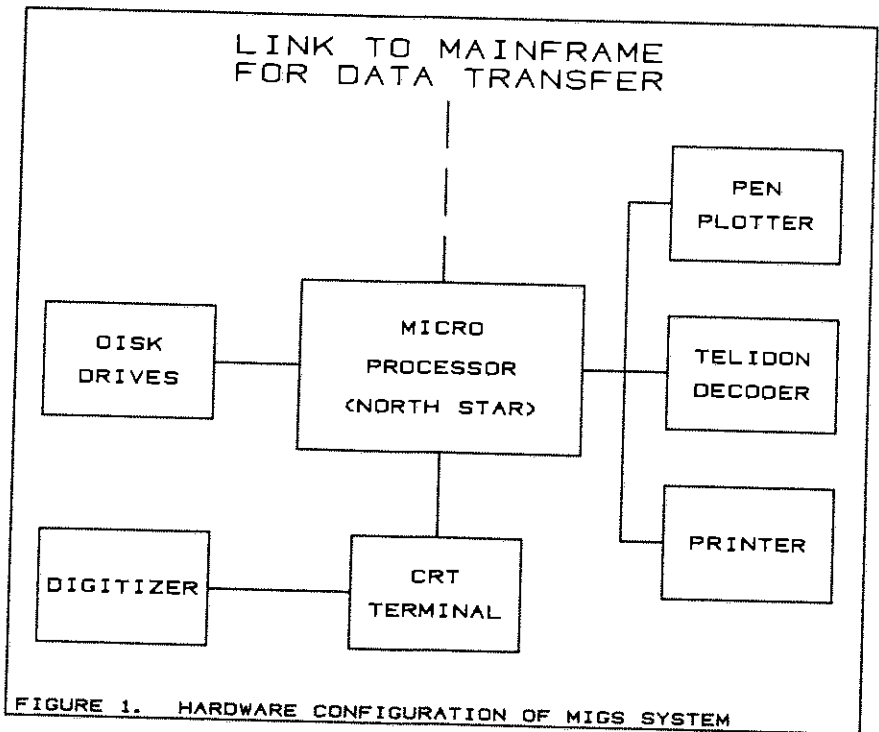 LINK TO MAINFRAME
FOR DATA TRANSFER
PEN
PLOTTER
MICRO
PROCESSOR
(NORTH STAR)
DISK
DRIVES
TELIDON
DECODER
PRINTER
DIGITIZER
CRT
TERMINAL
FIGURE 1. HARDWARE CONFIGURATION OF MIGS SYSTEM